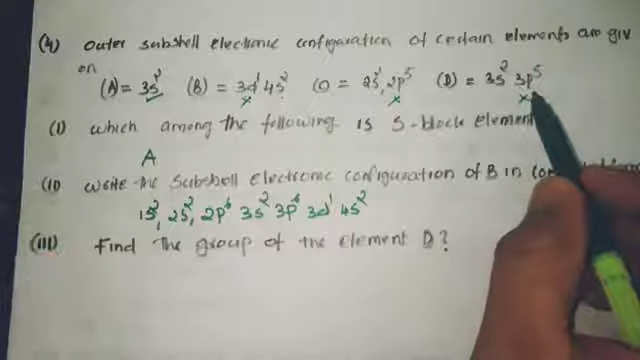 (4) outer subshell electronic configuration of certain elements are giv
en
(A) = 3s² (B) = 3d¹ 4s² (C) = 2s², 2p⁵ (D) = 3s² 3p⁵
(I) which among the following is S-block element
A
(II) write the subshell electronic configuration of B in
1s², 2s², 2p⁶ 3s² 3p⁶ 3d¹ 4s²
(III) Find the group of the element D?